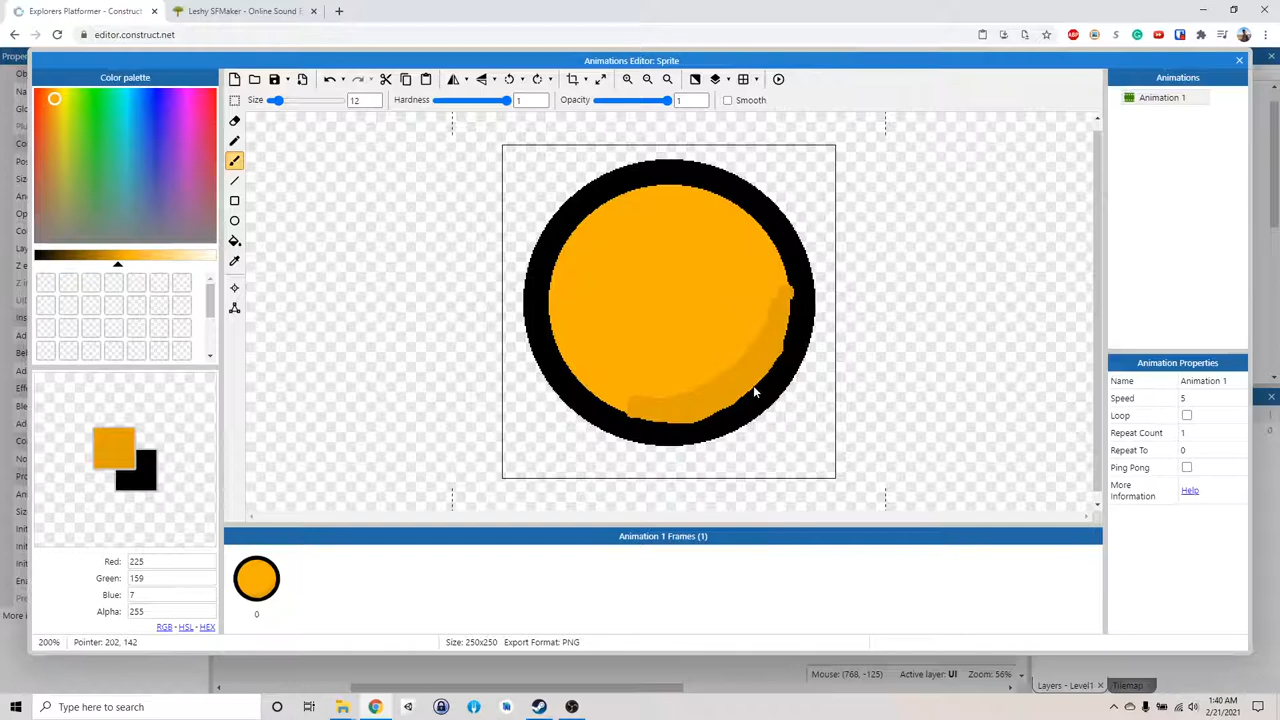 Explorers Platformer - Construct
Leshy SFMaker - Online Sound E
editor.construct.net
Animations Editor: Sprite
Color palette
Size 12 Hardness 1 Opacity 1 Smooth
Animations
Animation 1
Animation Properties
Name Animation 1
Speed 5
Loop
Repeat Count 1
Repeat To 0
Ping Pong
More Information Help
Red: 225
Green: 159
Blue: 7
Alpha: 255
RGB - HSL - HEX
Animation 1 Frames (1)
0
200% Pointer: 202, 142 Size: 250x250 Export Format: PNG
Mouse: (768, -125) Active layer: UI Zoom: 56%
Layers - Level1 Tilemap
Type here to search
1:40 AM
2/21/2021